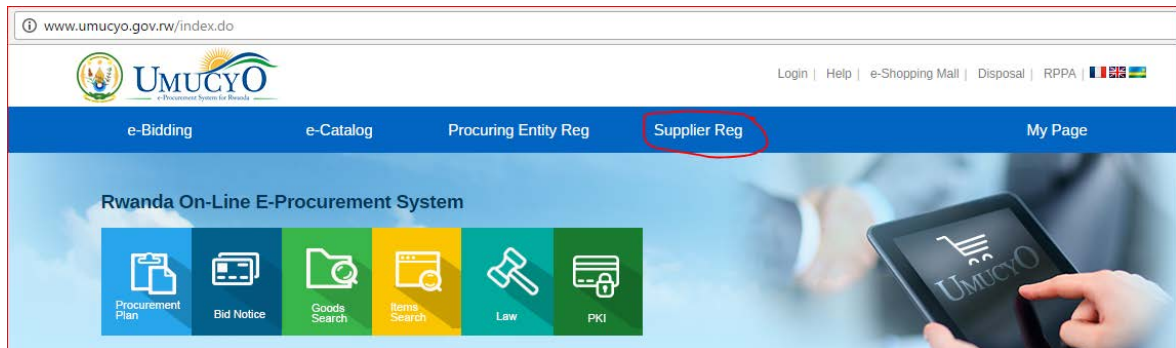 www.umucyo.gov.rw/index.do
UMUCYO
e-Procurement System for Rwanda
Login | Help | e-Shopping Mall | Disposal | RPPA |
e-Bidding e-Catalog Procuring Entity Reg Supplier Reg My Page
Rwanda On-Line E-Procurement System
Procurement Plan
Bid Notice
Goods Search
Items Search
Law
PKI
UMUCYO